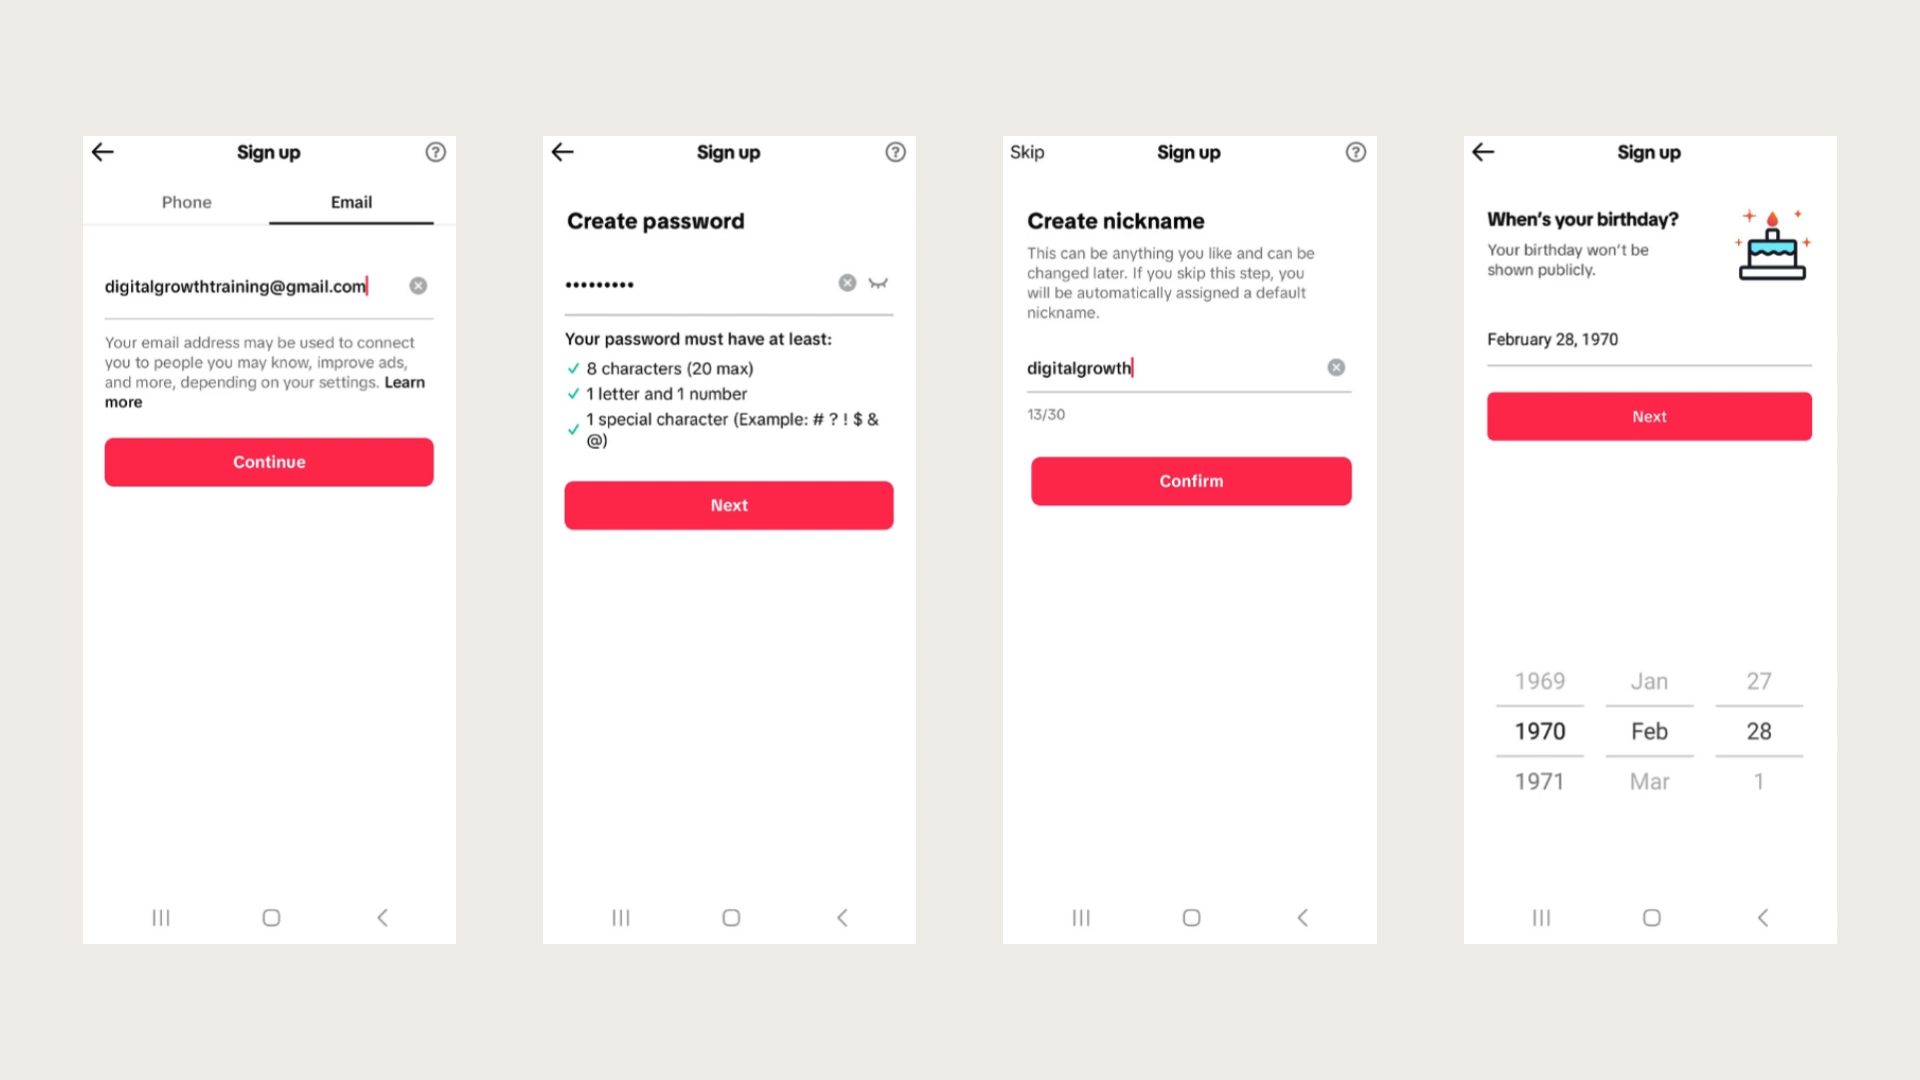 Sign up
Phone
Email
digitalgrowthtraining@gmail.com
Your email address may be used to connect
you to people you may know, improve ads,
and more, depending on your settings. Learn
more
Continue
Sign up
Create password
•••••••••
Your password must have at least:
8 characters (20 max)
1 letter and 1 number
1 special character (Example: # ? ! $ &
@)
Next
Skip
Sign up
Create nickname
This can be anything you like and can be
changed later. If you skip this step, you
will be automatically assigned a default
nickname.
digitalgrowth
13/30
Confirm
Sign up
When's your birthday?
Your birthday won't be
shown publicly.
February 28, 1970
Next
1969 Jan 27
1970 Feb 28
1971 Mar 1